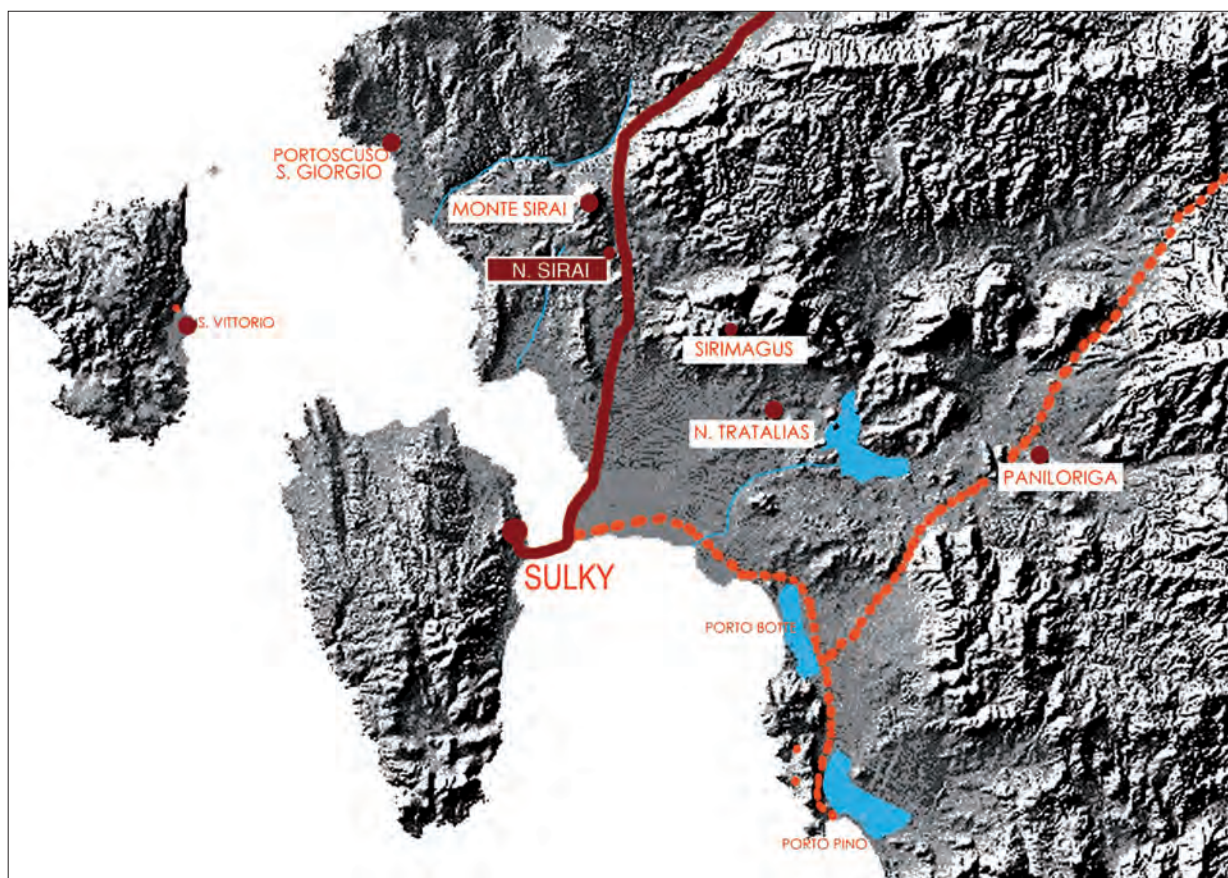 PORTOSCUSO
S. GIORGIO
MONTE SIRAI
N. SIRAI
S. VITTORIO
SIRIMAGUS
N. TRATALIAS
PANILORIGA
SULKY
PORTO BOTTE
PORTO PINO